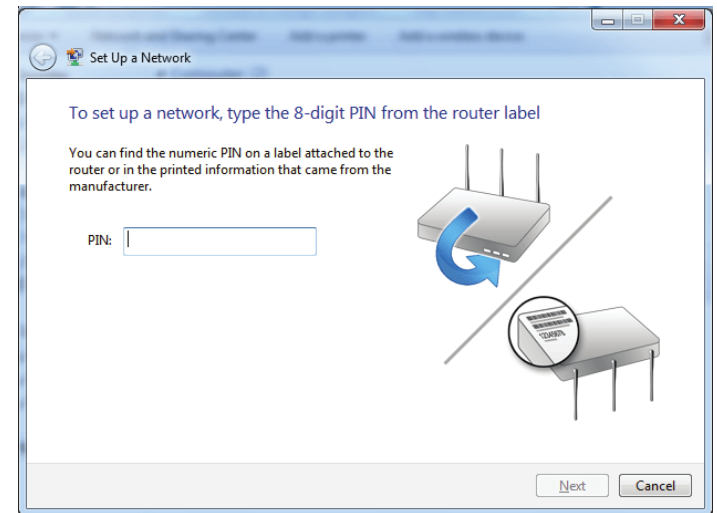 Set Up a Network
To set up a network, type the 8-digit PIN from the router label
You can find the numeric PIN on a label attached to the
router or in the printed information that came from the
manufacturer.
PIN:
12345678
Next
Cancel